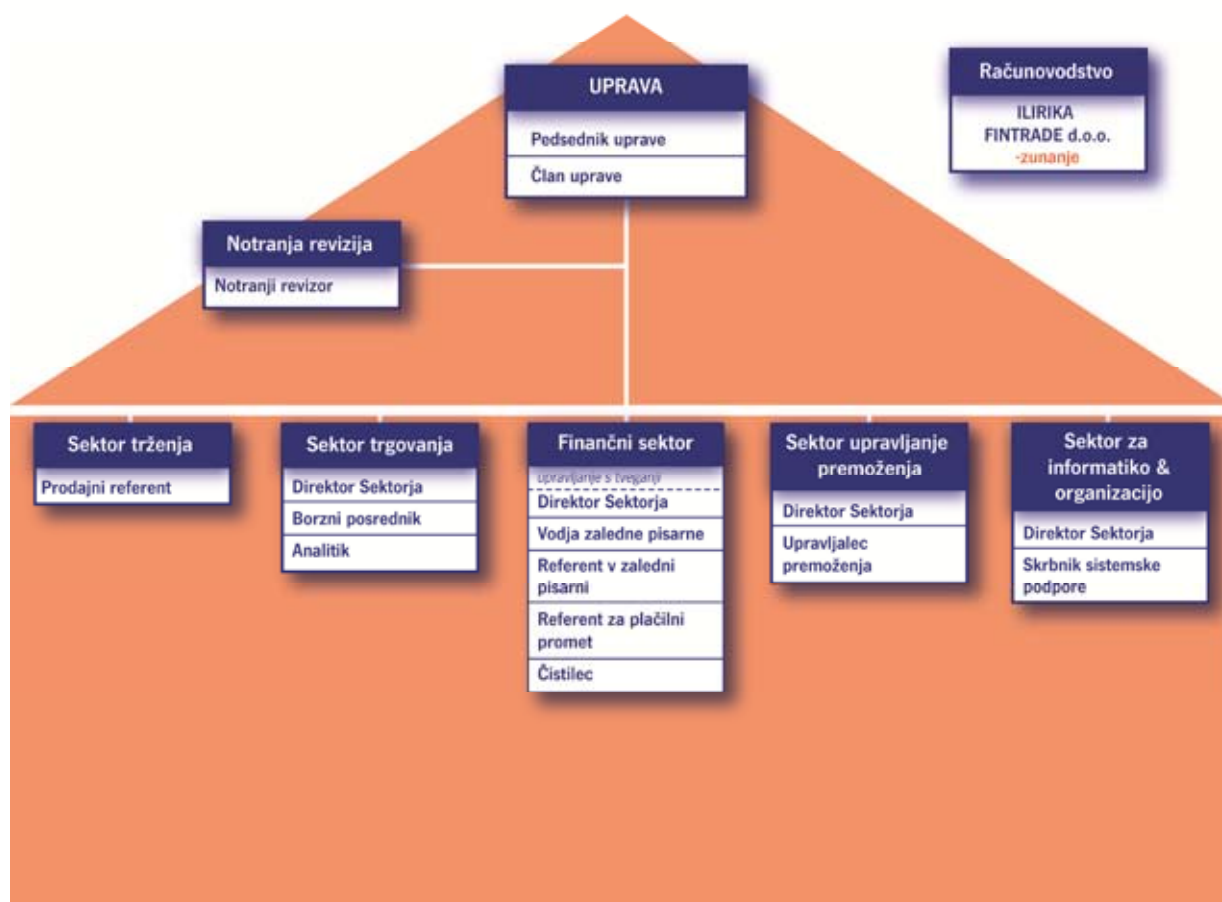 UPRAVA
Pedsednik uprave
Član uprave
Računovodstvo
ILIRIKA
FINTRADE d.o.o.
-zunanje
Notranja revizija
Notranji revizor
Sektor trženja
Prodajni referent
Sektor trgovanja
Direktor Sektorja
Borzni posrednik
Analitik
Finančni sektor
upravljanje s tveganji
Direktor Sektorja
Vodja zaledne pisarne
Referent v zaledni
pisarni
Referent za plačilni
promet
Čistilec
Sektor upravljanje
premoženja
Direktor Sektorja
Upravljalec
premoženja
Sektor za
informatiko &
organizacijo
Direktor Sektorja
Skrbnik sistemske
podpore